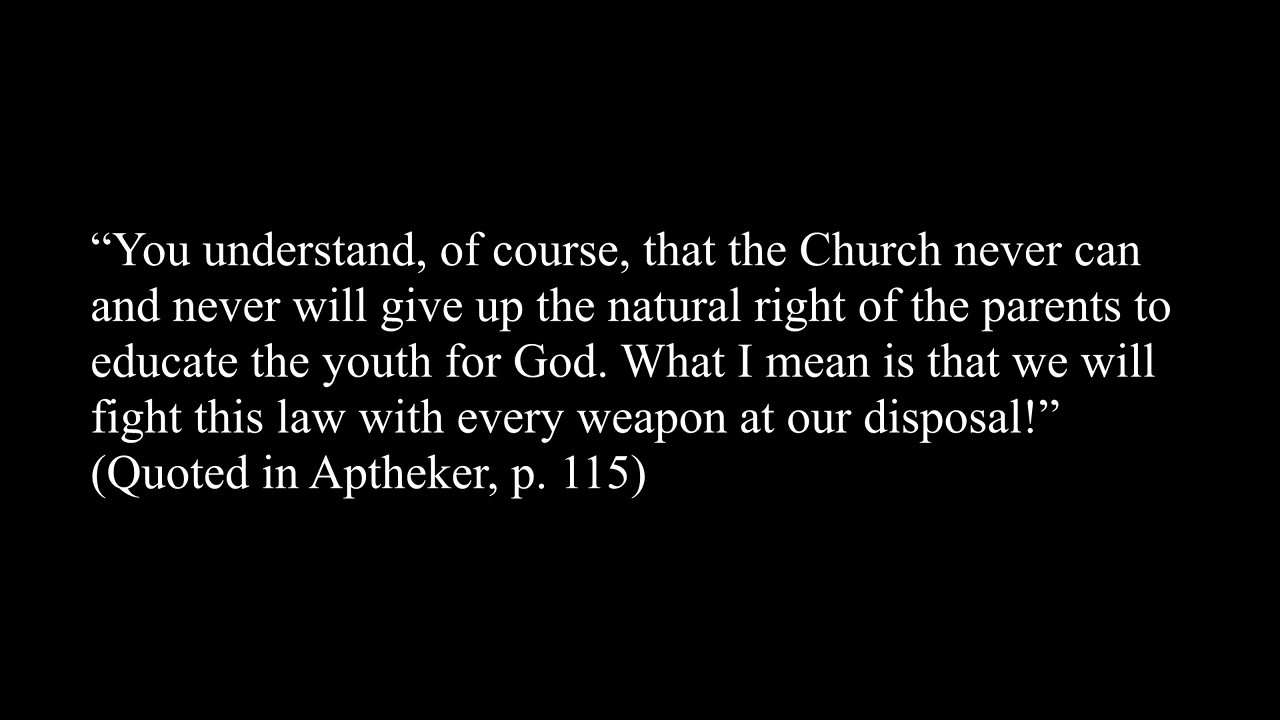 “You understand, of course, that the Church never can
and never will give up the natural right of the parents to
educate the youth for God. What I mean is that we will
fight this law with every weapon at our disposal!”
(Quoted in Aptheker, p. 115)